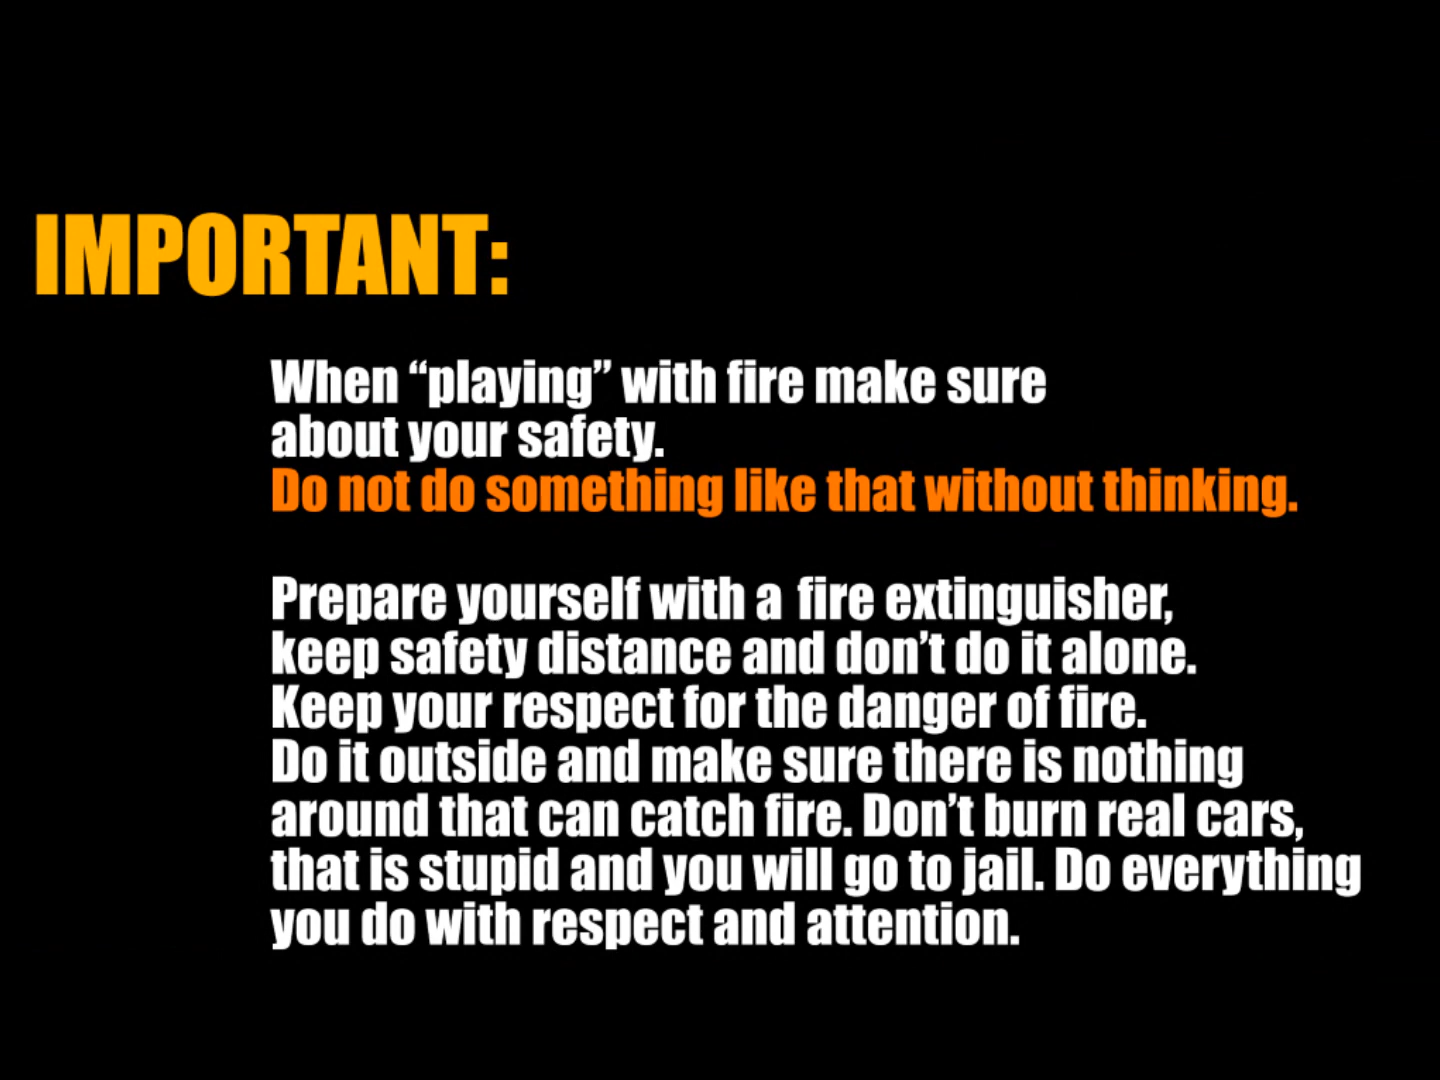 IMPORTANT:
When “playing” with fire make sure
about your safety.
Do not do something like that without thinking.
Prepare yourself with a fire extinguisher,
keep safety distance and don’t do it alone.
Keep your respect for the danger of fire.
Do it outside and make sure there is nothing
around that can catch fire. Don’t burn real cars,
that is stupid and you will go to jail. Do everything
you do with respect and attention.